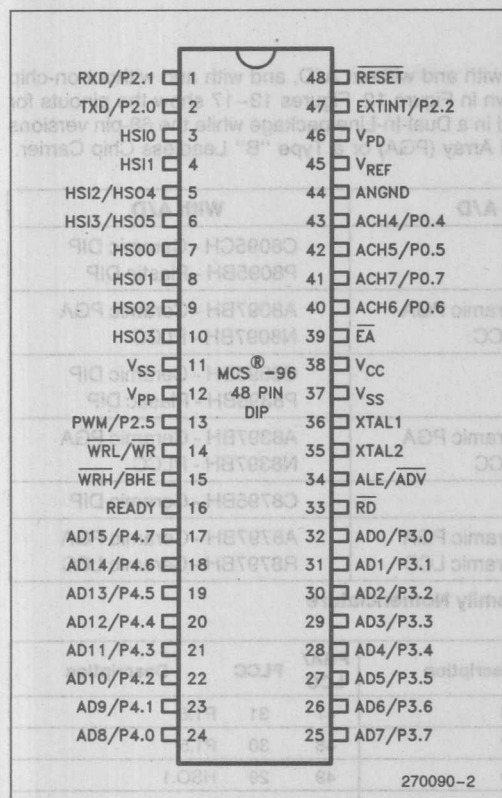 RXD/P2.1 1 48 RESET
TXD/P2.0 2 47 EXTINT/P2.2
HSI0 3 46 VPD
HSI1 4 45 VREF
HSI2/HSO4 5 44 ANGND
HSI3/HSO5 6 43 ACH4/P0.4
HSO0 7 42 ACH5/P0.5
HSO1 8 41 ACH7/P0.7
HSO2 9 40 ACH6/P0.6
HSO3 10 39 EA
VSS 11 MCS®-96 38 VCC
VPP 12 48 PIN 37 VSS
PWM/P2.5 13 DIP 36 XTAL1
WRL/WR 14 35 XTAL2
WRH/BHE 15 34 ALE/ADV
READY 16 33 RD
AD15/P4.7 17 32 AD0/P3.0
AD14/P4.6 18 31 AD1/P3.1
AD13/P4.5 19 30 AD2/P3.2
AD12/P4.4 20 29 AD3/P3.3
AD11/P4.3 21 28 AD4/P3.4
AD10/P4.2 22 27 AD5/P3.5
AD9/P4.1 23 26 AD6/P3.6
AD8/P4.0 24 25 AD7/P3.7
270090-2